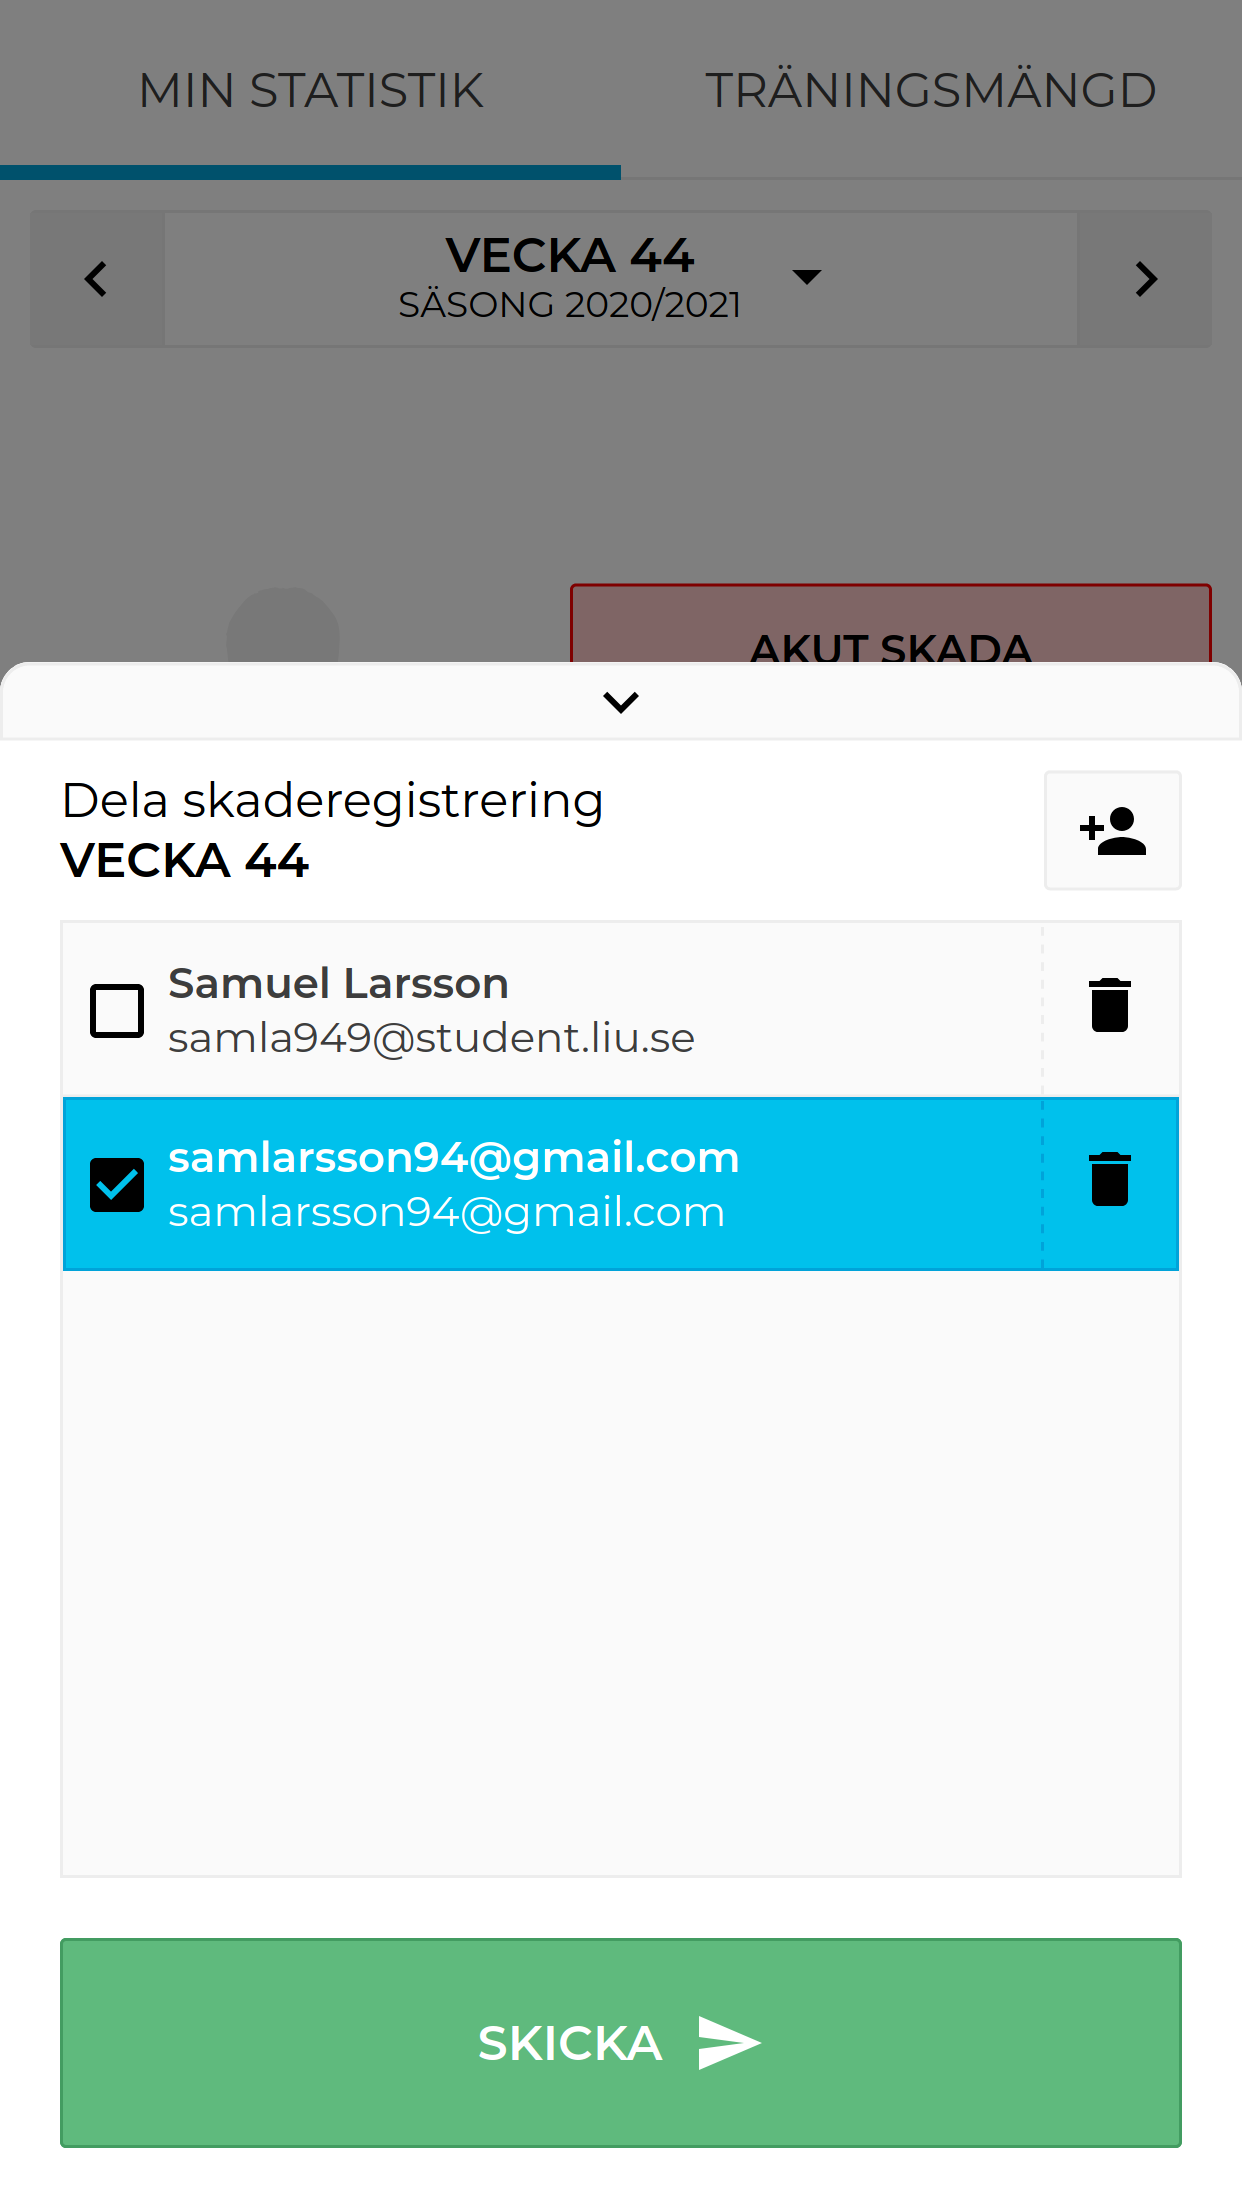 MIN STATISTIK
TRÄNINGSMÄNGD
VECKA 44
SÄSONG 2020/2021
AKUT SKADA
Dela skaderegistrering
VECKA 44
Samuel Larsson
samla949@student.liu.se
samlarsson94@gmail.com
samlarsson94@gmail.com
SKICKA